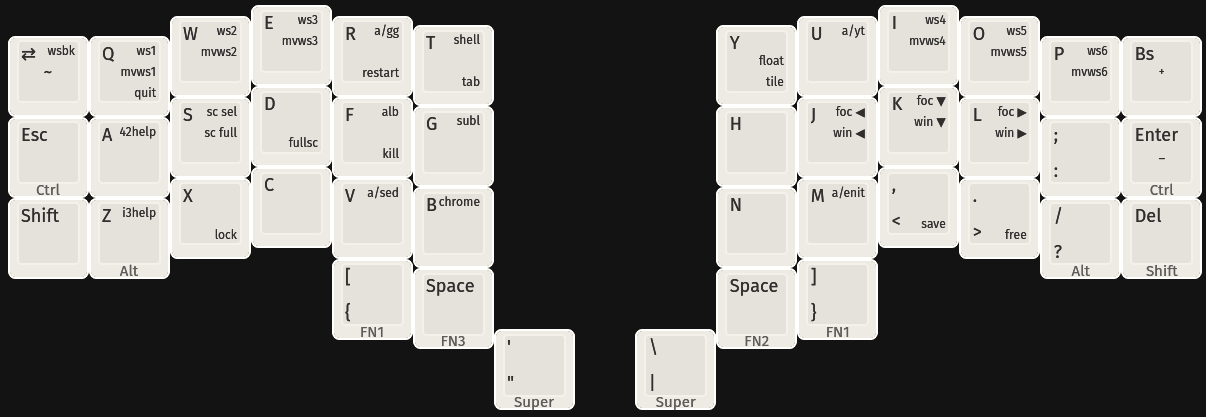 ⇄ wsbk
~
Q ws1
mvws1
quit
W ws2
mvws2
E ws3
mvws3
R a/gg
restart
T shell
tab
Esc
Ctrl
A 42help
S sc sel
sc full
D
fullsc
F alb
kill
G subl
Shift
Z i3help
Alt
X
lock
C
V a/sed
B chrome
[
{
FN1
Space
FN3
'
"
Super
Y
float
tile
U a/yt
I ws4
mvws4
O ws5
mvws5
P ws6
mvws6
Bs
+
H
J foc ◀
win ◀
K foc ▼
win ▼
L foc ▶
win ▶
;
:
Enter
–
Ctrl
N
M a/enit
,
< save
.
> free
/
?
Alt
Del
Shift
Space
FN2
]
}
FN1
\
|
Super